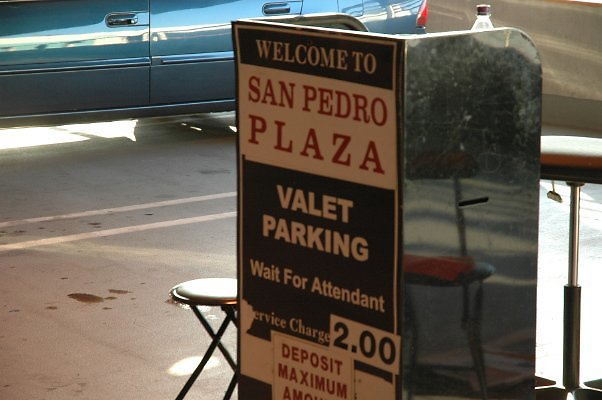 WELCOME TO
SAN PEDRO
PLAZA
VALET
PARKING
Wait For Attendant
ervice Charge 2.00
DEPOSIT
MAXIMUM